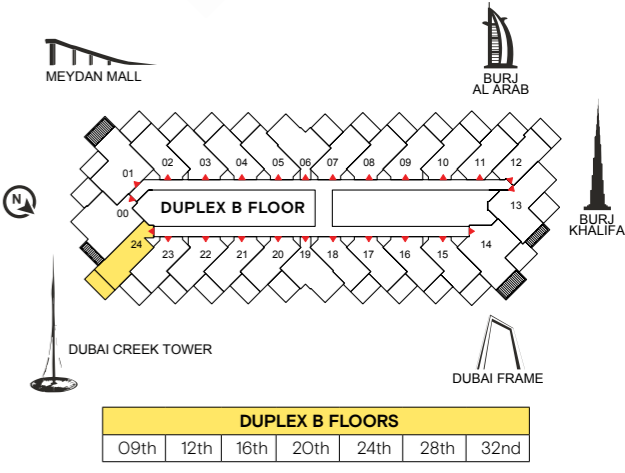 MEYDAN MALL
BURJ
AL ARAB
02 03 04 05 06 07 08 09 10 11 12
01
N
00
DUPLEX B FLOOR
13
BURJ
KHALIFA
24
23 22 21 20 19 18 17 16 15
14
DUBAI CREEK TOWER
DUBAI FRAME
DUPLEX B FLOORS
09th 12th 16th 20th 24th 28th 32nd